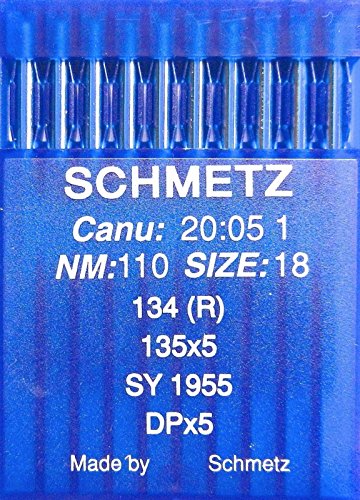 SCHMETZ
Canu: 20:05 1
NM:110 SIZE:18
134 (R)
135x5
SY 1955
DPx5
Made by Schmetz